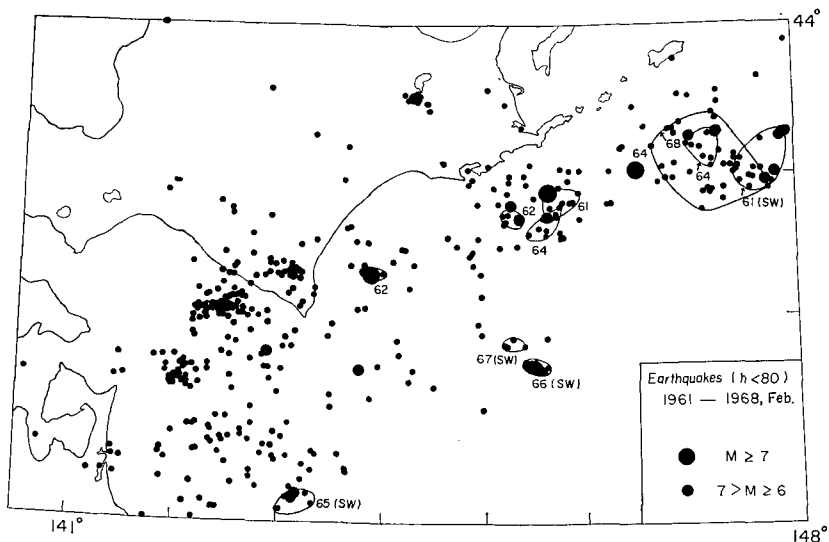 44°
68
64
64
61 (SW)
62
61
64
62
67(SW)
66 (SW)
65 (SW)
Earthquakes (h<80)
1961 — 1968, Feb.
M ≥ 7
7 > M ≥ 6
141°
148°